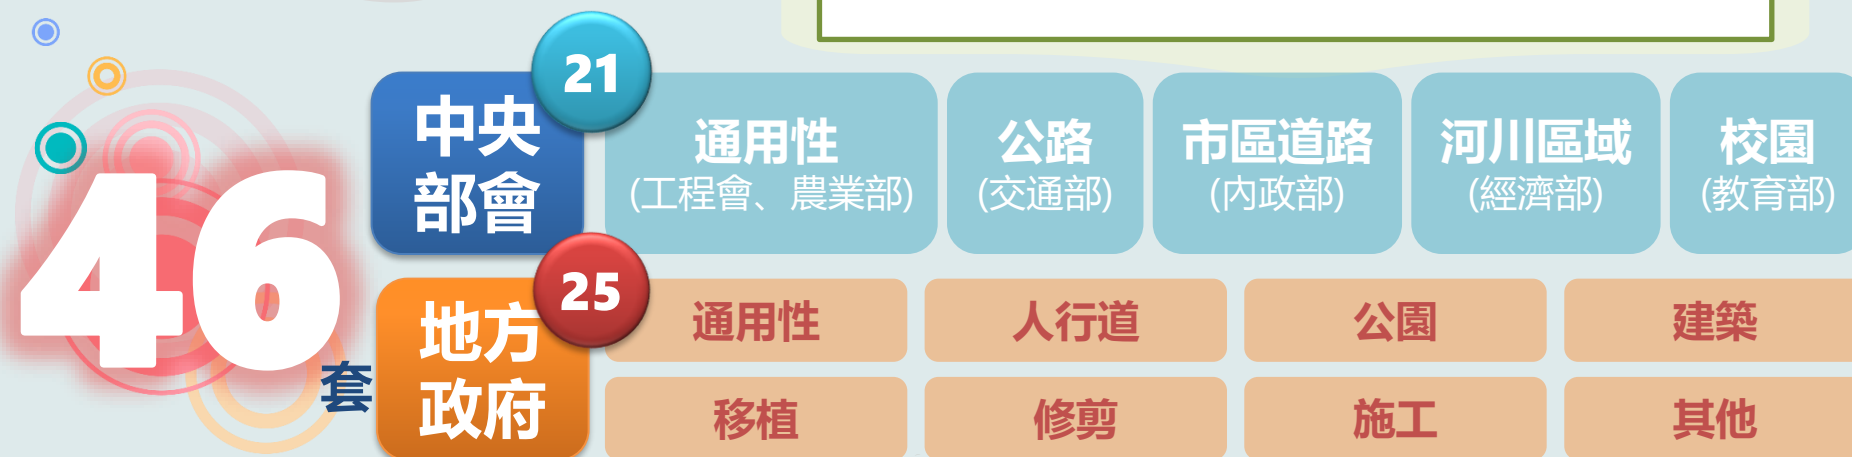 46
套
中央
部會
21
通用性
(工程會、農業部)
公路
(交通部)
市區道路
(內政部)
河川區域
(經濟部)
校園
(教育部)
地方
政府
25
通用性
人行道
公園
建築
移植
修剪
施工
其他